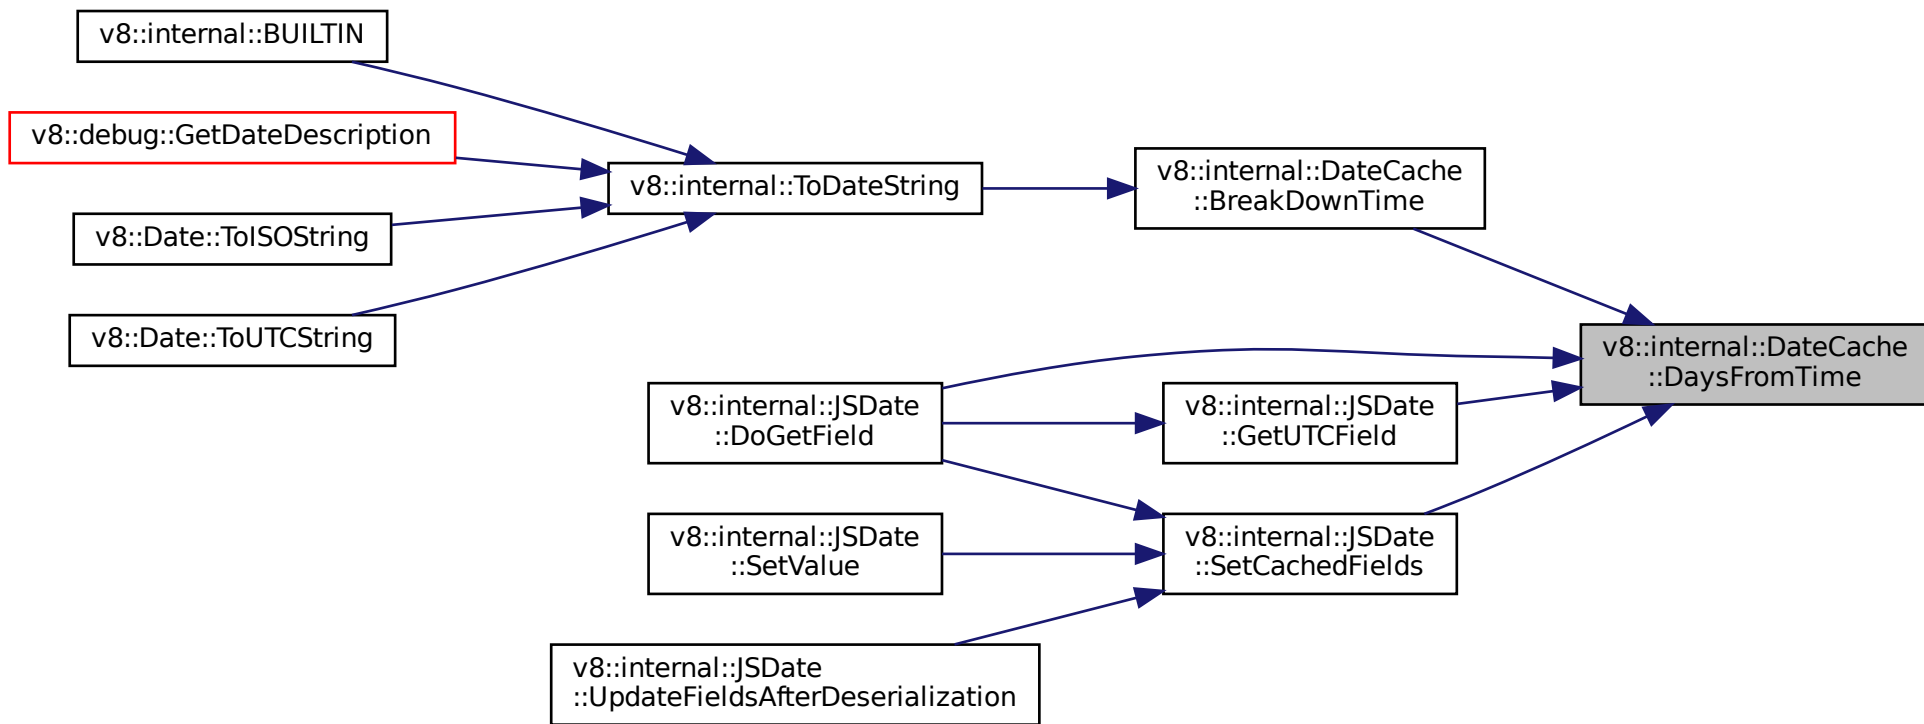 v8::internal::BUILTIN
v8::debug::GetDateDescription
v8::Date::ToISOString
v8::Date::ToUTCString
v8::internal::ToDateString
v8::internal::DateCache
::BreakDownTime
v8::internal::DateCache
::DaysFromTime
v8::internal::JSDate
::DoGetField
v8::internal::JSDate
::GetUTCField
v8::internal::JSDate
::SetValue
v8::internal::JSDate
::SetCachedFields
v8::internal::JSDate
::UpdateFieldsAfterDeserialization